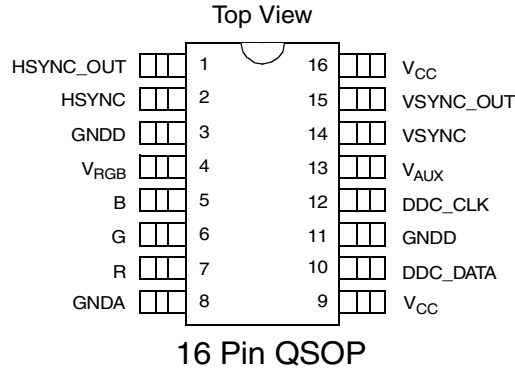 Top View
HSYNC_OUT 1 16 VCC
HSYNC 2 15 VSYNC_OUT
GNDD 3 14 VSYNC
VRGB 4 13 VAUX
B 5 12 DDC_CLK
G 6 11 GNDD
R 7 10 DDC_DATA
GNDA 8 9 VCC
16 Pin QSOP